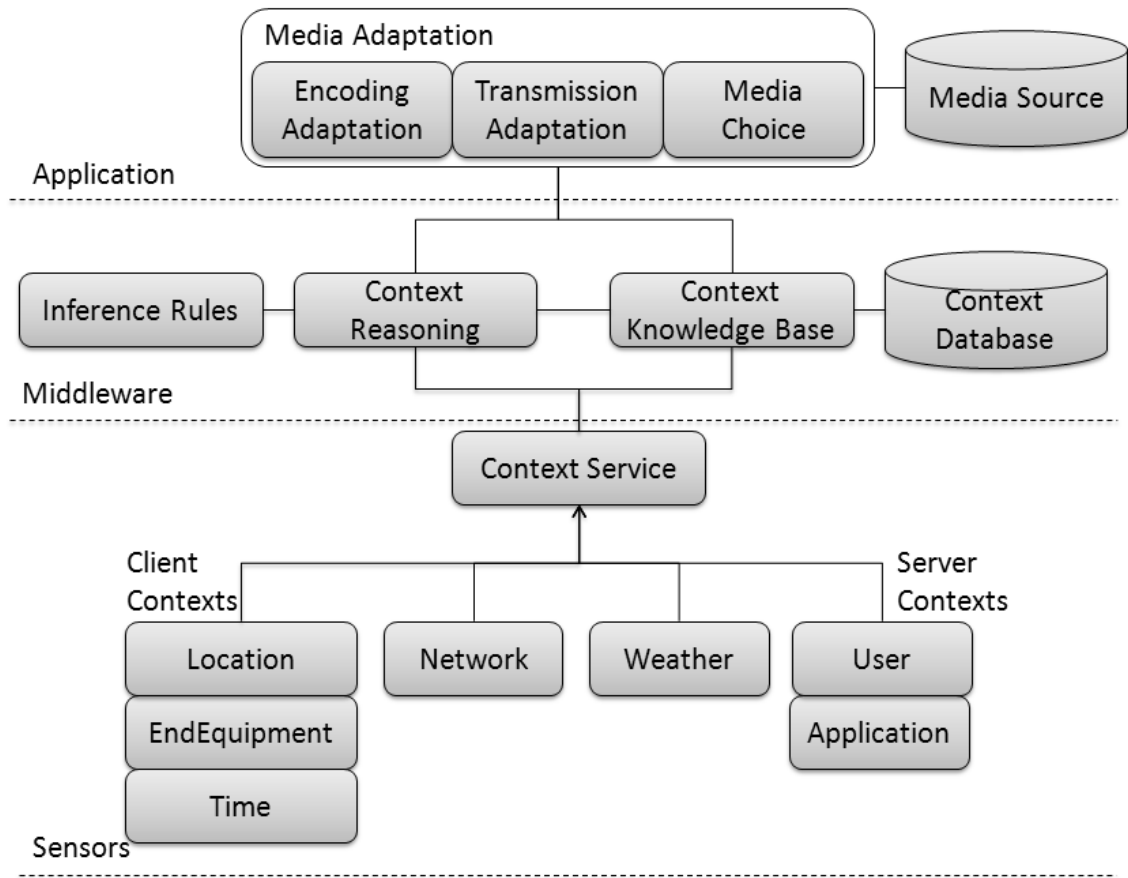 Media Adaptation
Encoding
Adaptation
Transmission
Adaptation
Media
Choice
Media Source
Application
Inference Rules
Context
Reasoning
Context
Knowledge Base
Context
Database
Middleware
Context Service
Client
Contexts
Server
Contexts
Location
Network
Weather
User
EndEquipment
Application
Time
Sensors